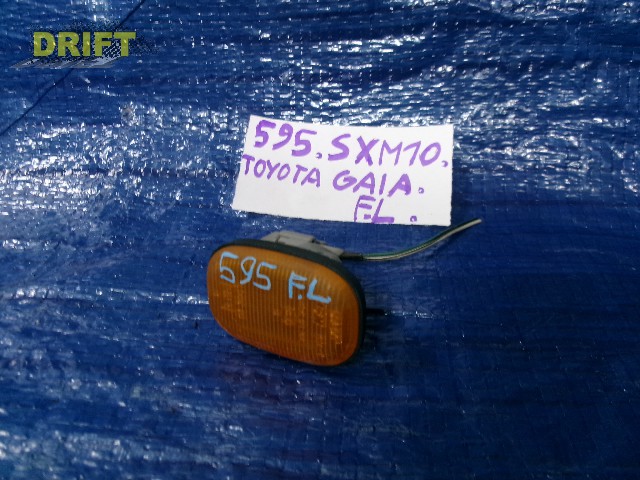 DRIFT
595. SXM10.
TOYOTA GAIA.
F.L.
595 F.L